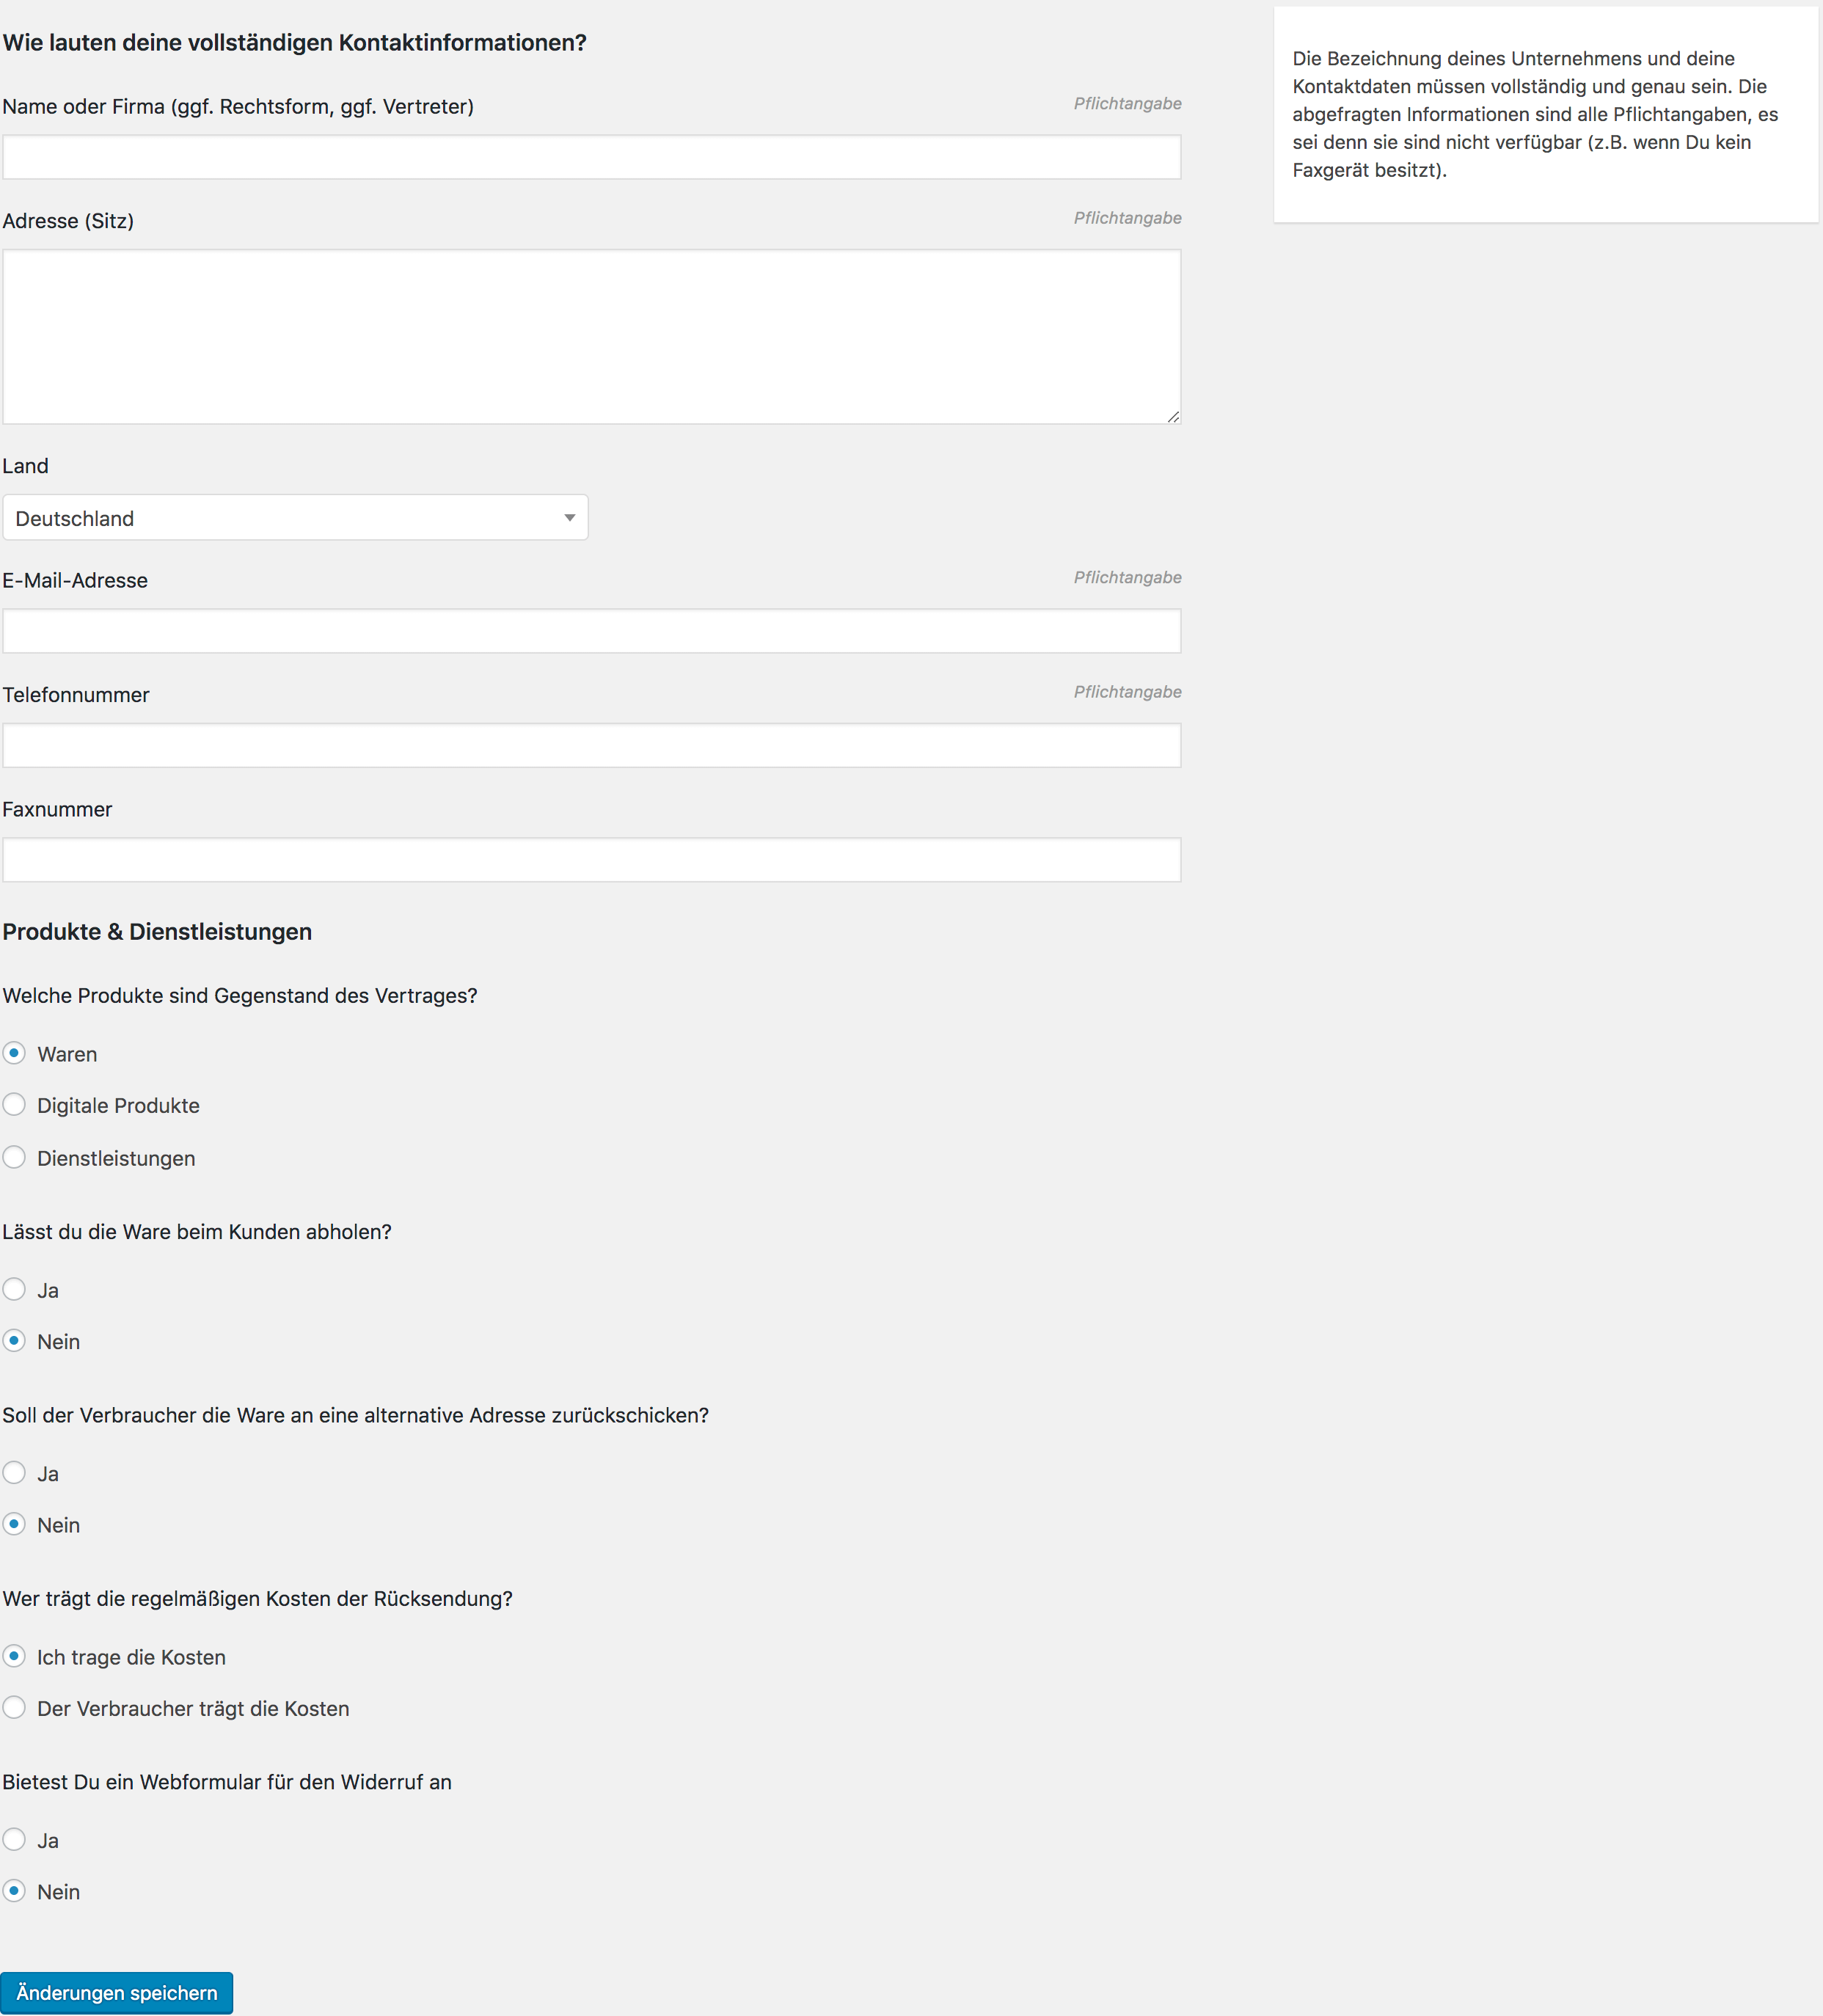 Wie lauten deine vollständigen Kontaktinformationen?
Name oder Firma (ggf. Rechtsform, ggf. Vertreter)
Pflichtangabe
Adresse (Sitz)
Pflichtangabe
Land
Deutschland
E-Mail-Adresse
Pflichtangabe
Telefonnummer
Pflichtangabe
Faxnummer
Produkte & Dienstleistungen
Welche Produkte sind Gegenstand des Vertrages?
Waren
Digitale Produkte
Dienstleistungen
Lässt du die Ware beim Kunden abholen?
Ja
Nein
Soll der Verbraucher die Ware an eine alternative Adresse zurückschicken?
Ja
Nein
Wer trägt die regelmäßigen Kosten der Rücksendung?
Ich trage die Kosten
Der Verbraucher trägt die Kosten
Bietest Du ein Webformular für den Widerruf an
Ja
Nein
Änderungen speichern
Die Bezeichnung deines Unternehmens und deine
Kontaktdaten müssen vollständig und genau sein. Die
abgefragten Informationen sind alle Pflichtangaben, es
sei denn sie sind nicht verfügbar (z.B. wenn Du kein
Faxgerät besitzt).